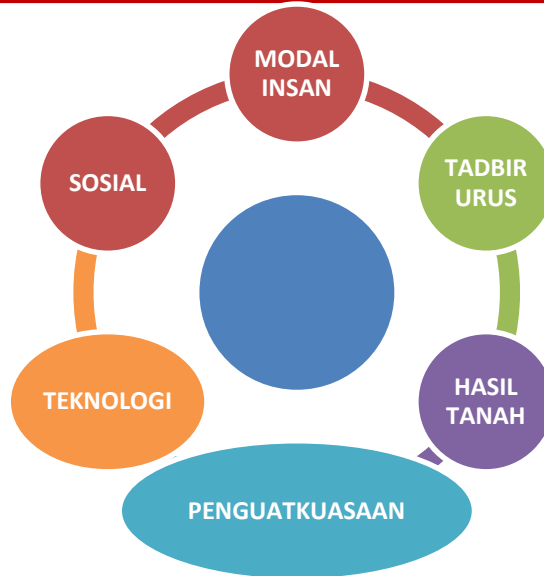 MODAL
INSAN
TADBIR
URUS
HASIL
TANAH
PENGUATKUASAAN
TEKNOLOGI
SOSIAL